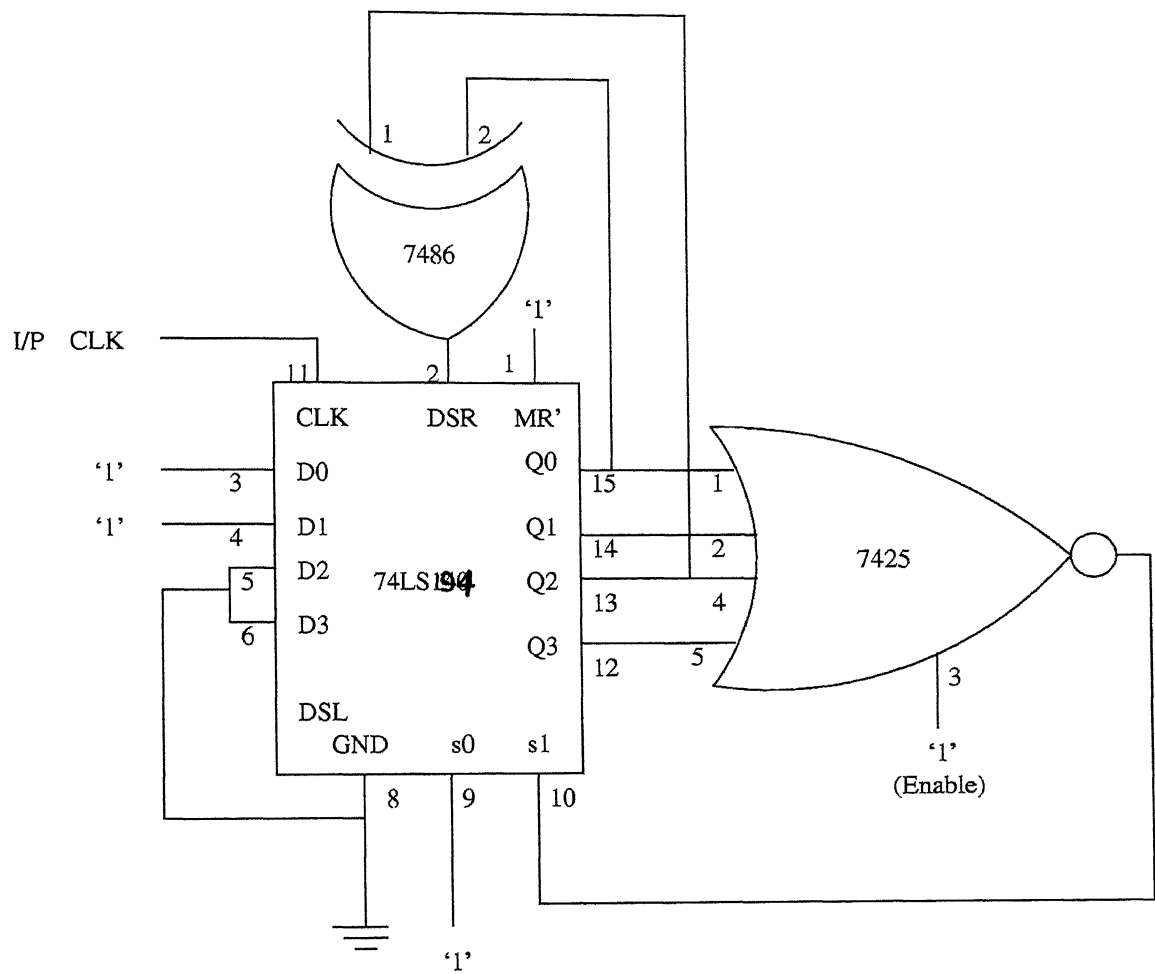 1 2
7486
‘1’
I/P CLK
11 2 1
CLK DSR MR’
‘1’ 3 D0 Q0 15 1
‘1’ 4 D1 Q1 14 2
5 D2 Q2 13 4
74LS194
7425
6 D3 Q3 12 5
3
DSL
‘1’
(Enable)
GND s0 s1
8 9 10
‘1’